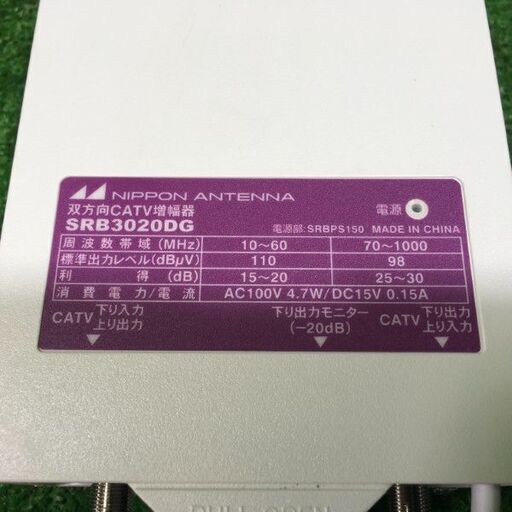 NIPPON ANTENNA
双方向CATV増幅器
SRB3020DG
電源
電源部: SRBPS150 MADE IN CHINA
周波数帯域 (MHz) 10～60 70～1000
標準出力レベル (dBμV) 110 98
利得 (dB) 15～20 25～30
消費電力/電流 AC100V 4.7W/DC15V 0.15A
CATV 下り入力 上り出力
下り出力モニター (−20dB)
CATV 下り出力 上り入力
PULL OPEN